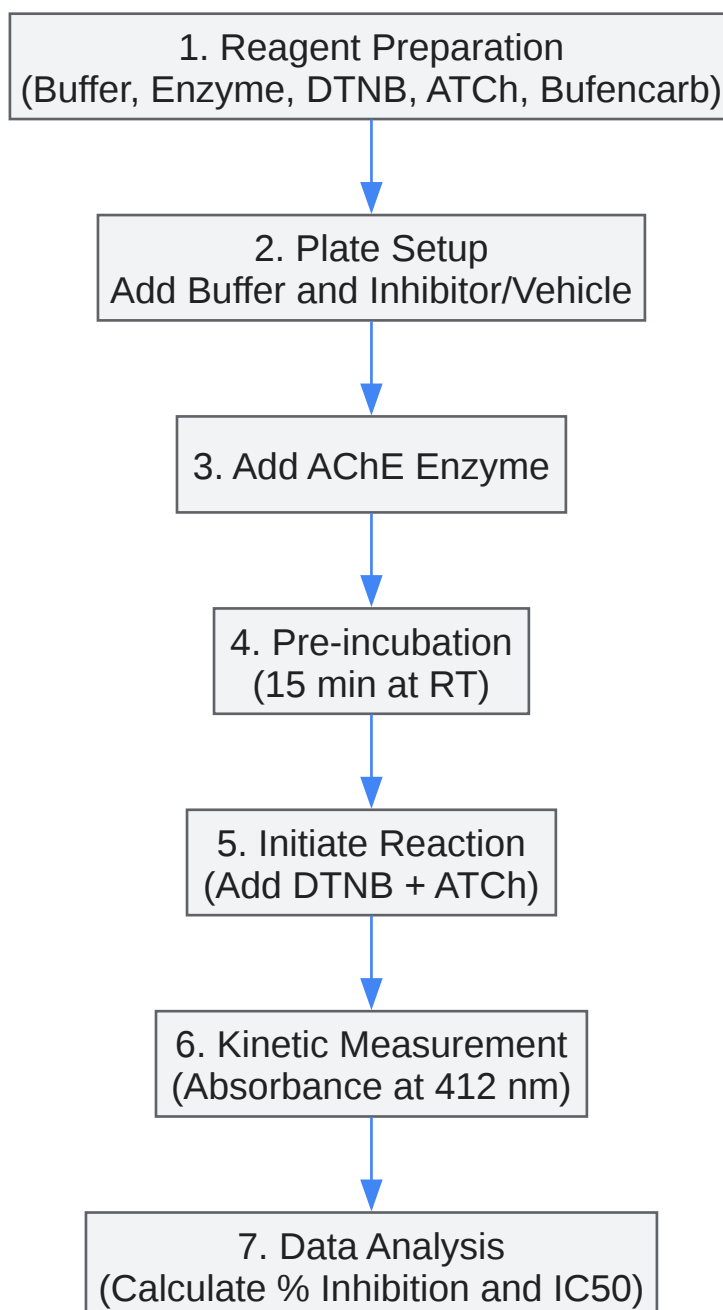 1. Reagent Preparation
(Buffer, Enzyme, DTNB, ATCh, Bufencarb)
2. Plate Setup
Add Buffer and Inhibitor/Vehicle
3. Add AChE Enzyme
4. Pre-incubation
(15 min at RT)
5. Initiate Reaction
(Add DTNB + ATCh)
6. Kinetic Measurement
(Absorbance at 412 nm)
7. Data Analysis
(Calculate % Inhibition and IC50)